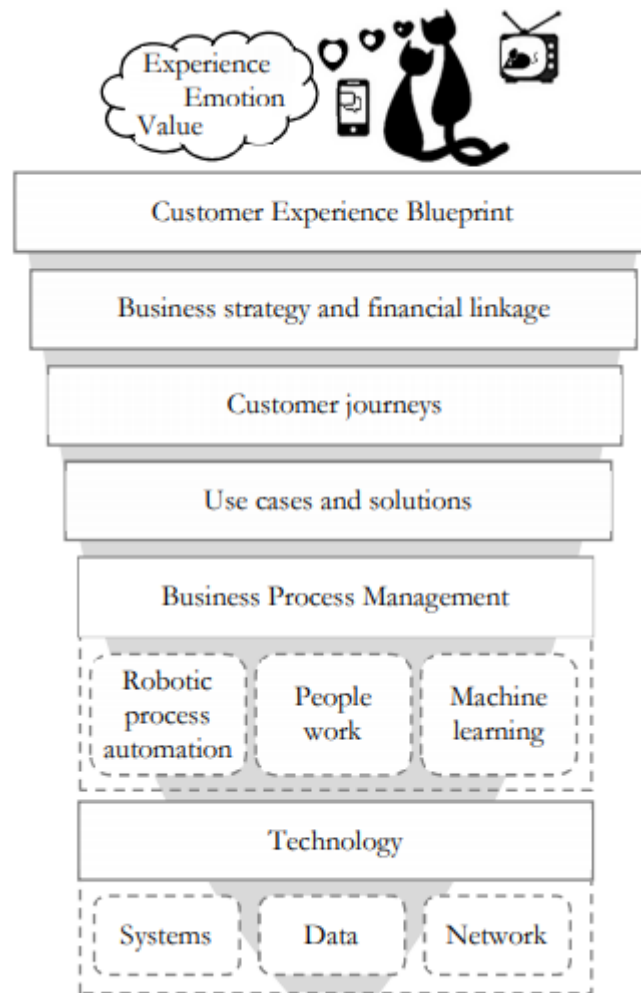 Experience
Emotion
Value
Customer Experience Blueprint
Business strategy and financial linkage
Customer journeys
Use cases and solutions
Business Process Management
Robotic
process
automation
People
work
Machine
learning
Technology
Systems
Data
Network